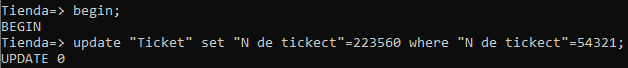 Tienda=> begin;
BEGIN
Tienda=> update "Ticket" set "N de tickect"=223560 where "N de tickect"=54321;
UPDATE 0